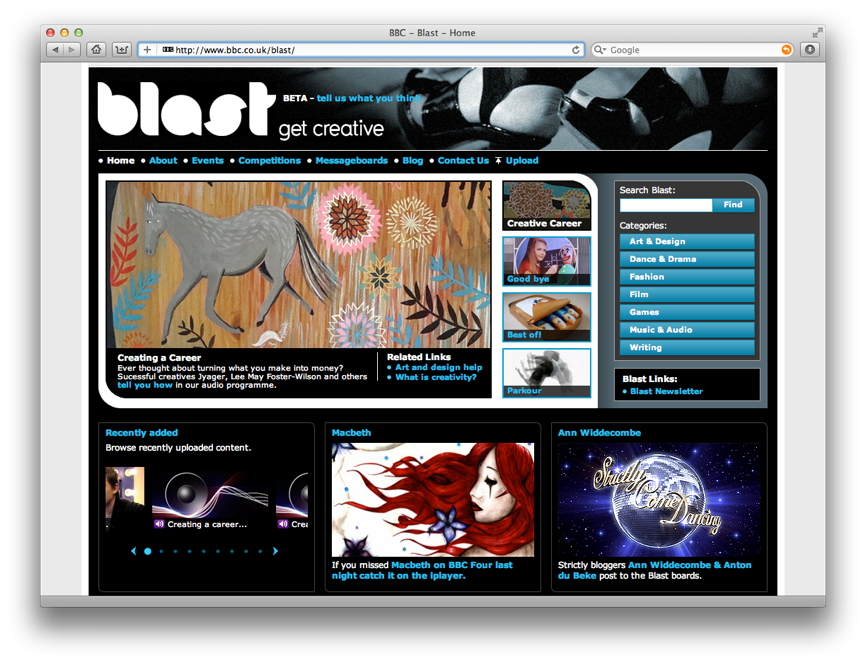 BBC – Blast – Home
http://www.bbc.co.uk/blast/
Google
blast
BETA - tell us what you think
get creative
Home About Events Competitions Messageboards Blog Contact Us Upload
Creating a Career
Ever thought about turning what you make into money?
Sucessful creatives Jyager, Lee May Foster-Wilson and others
tell you how in our audio programme.
Related Links
Art and design help
What is creativity?
Creative Career
Good bye
Best of!
Parkour
Search Blast:
Find
Categories:
Art & Design
Dance & Drama
Fashion
Film
Games
Music & Audio
Writing
Blast Links:
Blast Newsletter
Recently added
Browse recently uploaded content.
Creating a career...
Crea
Macbeth
If you missed Macbeth on BBC Four last
night catch it on the iplayer.
Ann Widdecombe
Strictly
Come
Dancing
Strictly bloggers Ann Widdecombe & Anton
du Beke post to the Blast boards.